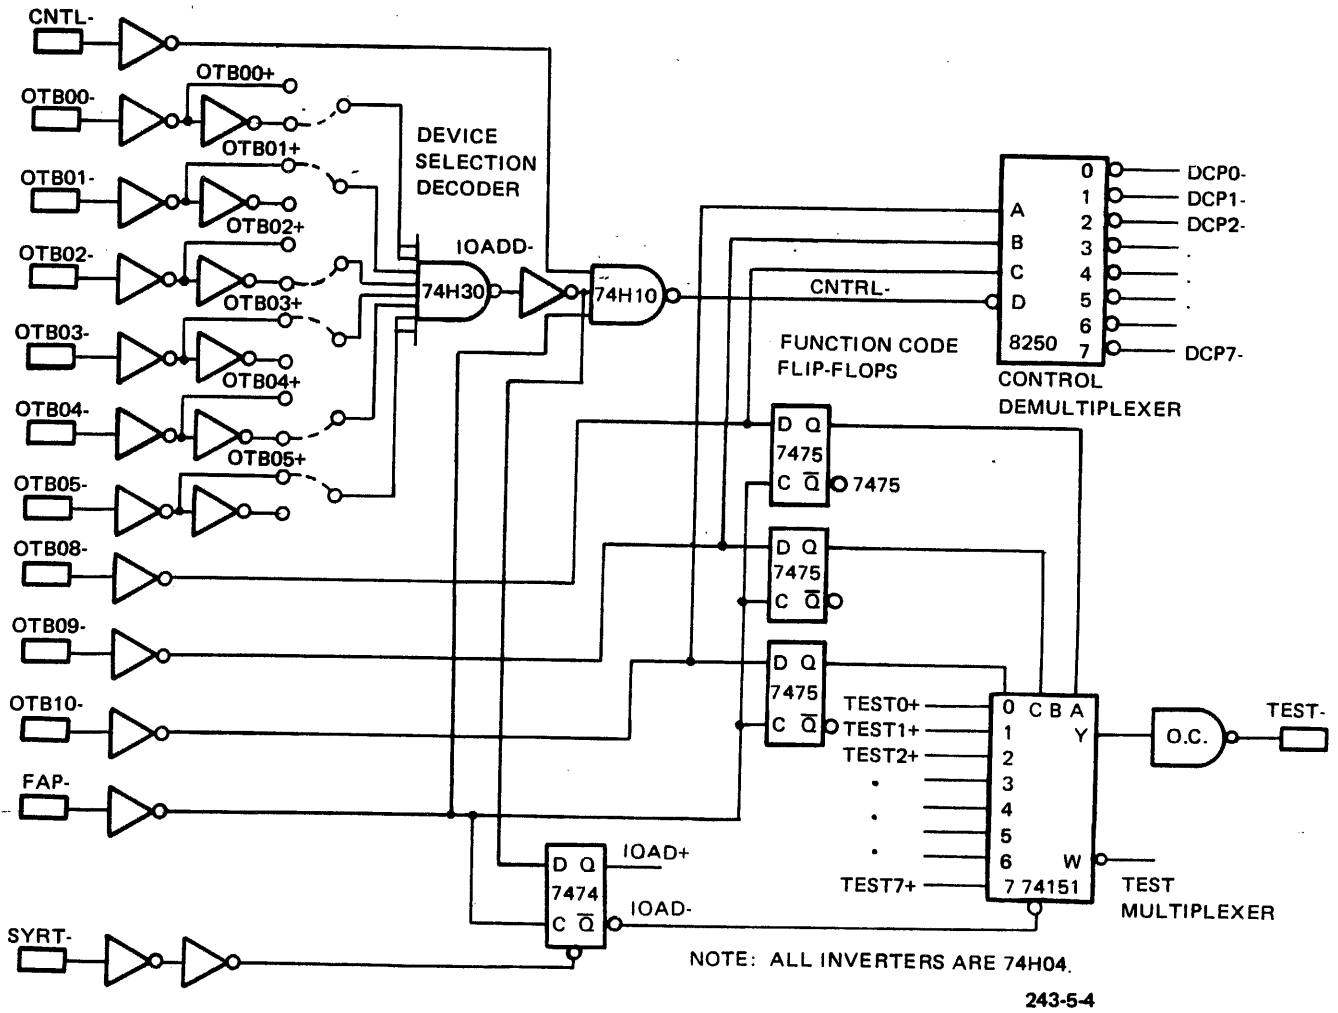 CNTL-
OTB00-
OTB00+
OTB01-
OTB01+
OTB02-
OTB02+
OTB03-
OTB03+
OTB04-
OTB04+
OTB05-
OTB05+
OTB08-
OTB09-
OTB10-
FAP-
SYRT-
DEVICE
SELECTION
DECODER
IOADD-
74H30
74H10
CNTRL-
A
B
C
D
8250
0
1
2
3
4
5
6
7
DCP0-
DCP1-
DCP2-
DCP7-
CONTROL
DEMULTIPLEXER
FUNCTION CODE
FLIP-FLOPS
D Q
7475
C Q̅
7475
D Q
7475
C Q̅
D Q
7475
C Q̅
TEST0+
TEST1+
TEST2+
.
.
.
TEST7+
0 C B A
1 Y
2
3
4
5
6 W
7 74151
O.C.
TEST-
TEST
MULTIPLEXER
D Q
7474
C Q̅
IOAD+
IOAD-
NOTE: ALL INVERTERS ARE 74H04.
243-5-4